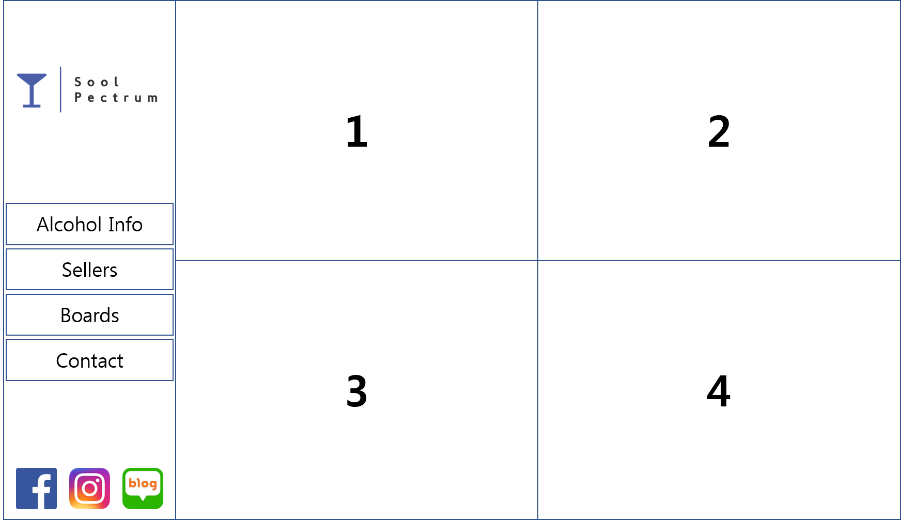 Sool
Pectrum
Alcohol Info
Sellers
Boards
Contact
blog
1
2
3
4